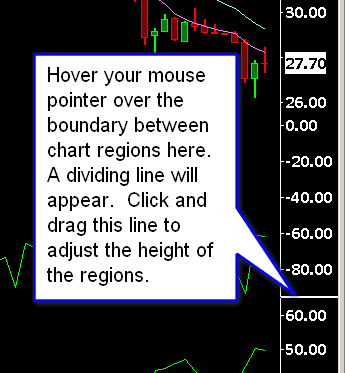 30.00
27.70
26.00
0.00
-20.00
-40.00
-60.00
-80.00
60.00
50.00
Hover your mouse
pointer over the
boundary between
chart regions here.
A dividing line will
appear. Click and
drag this line to
adjust the height of
the regions.